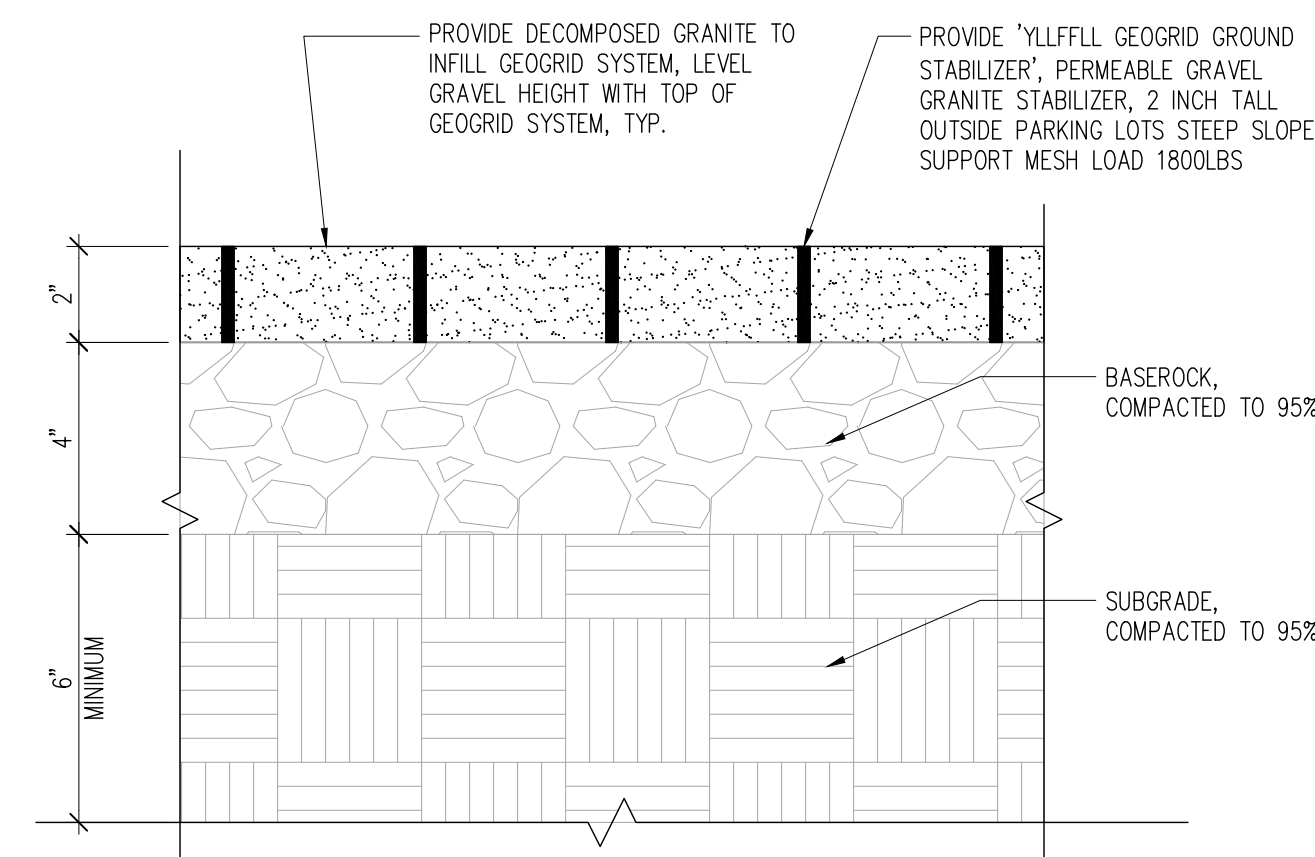 PROVIDE DECOMPOSED GRANITE TO
INFILL GEOGRID SYSTEM, LEVEL
GRAVEL HEIGHT WITH TOP OF
GEOGRID SYSTEM, TYP.
PROVIDE 'YLLFFLL GEOGRID GROUND
STABILIZER', PERMEABLE GRAVEL
GRANITE STABILIZER, 2 INCH TALL
OUTSIDE PARKING LOTS STEEP SLOPE
SUPPORT MESH LOAD 1800LBS
2"
4"
BASEROCK,
COMPACTED TO 95%
6"
MINIMUM
SUBGRADE,
COMPACTED TO 95%